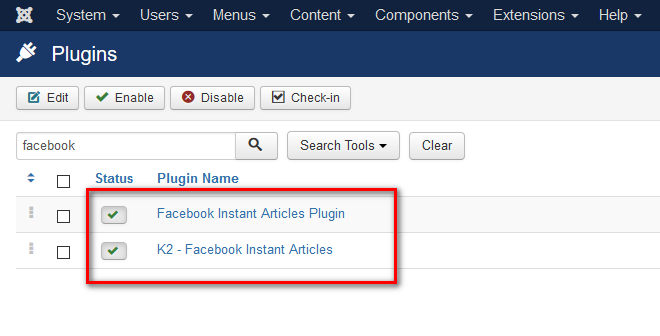 System Users Menus Content Components Extensions Help
Plugins
Edit Enable Disable Check-in
facebook Search Tools Clear
Status Plugin Name
Facebook Instant Articles Plugin
K2 - Facebook Instant Articles